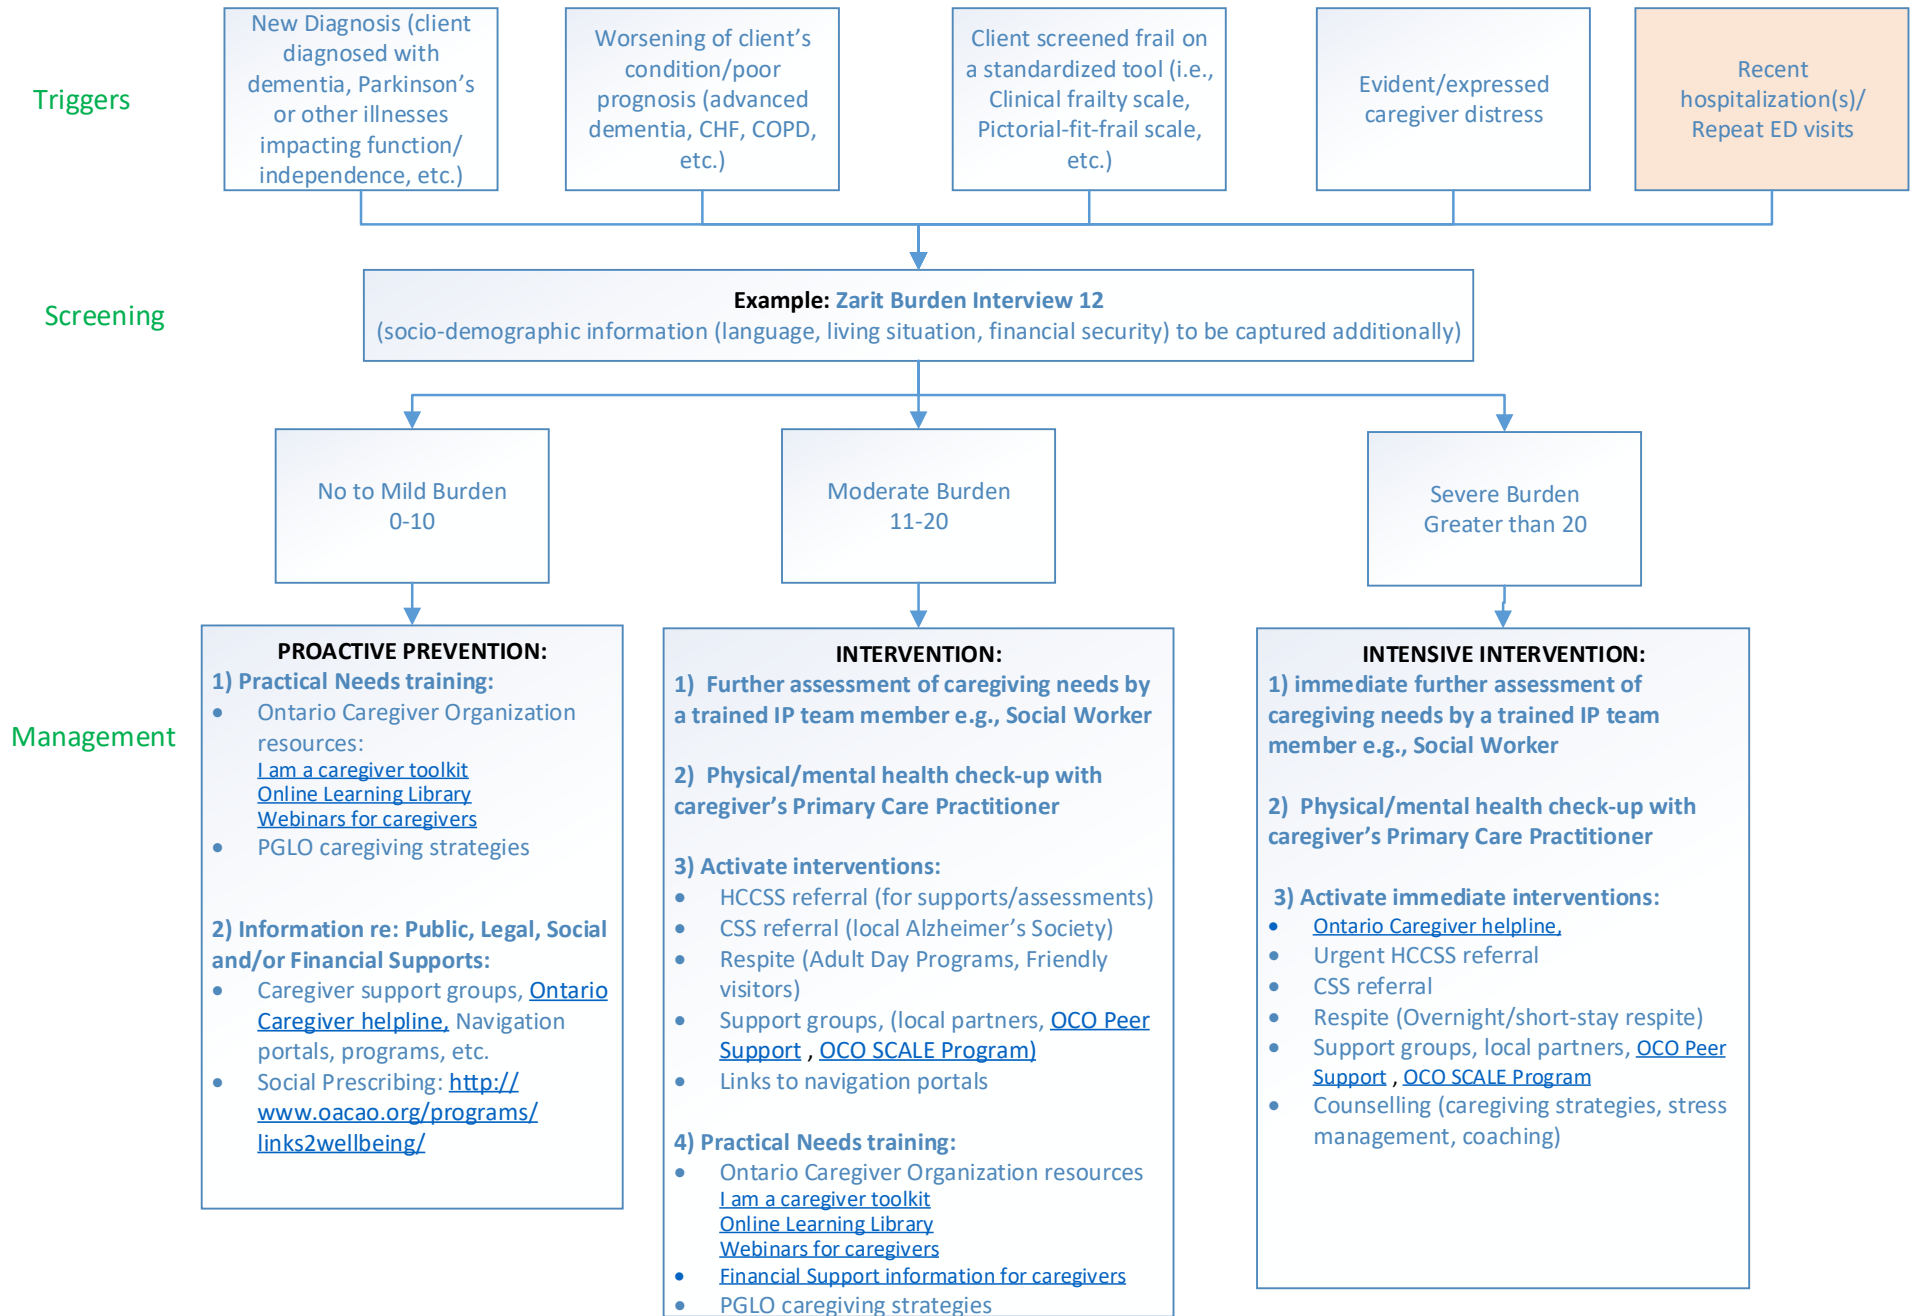 Triggers
New Diagnosis (client
diagnosed with
dementia, Parkinson's
or other illnesses
impacting function/
independence, etc.)
Worsening of client's
condition/poor
prognosis (advanced
dementia, CHF, COPD,
etc.)
Client screened frail on
a standardized tool (i.e.,
Clinical frailty scale,
Pictorial-fit-frail scale,
etc.)
Evident/expressed
caregiver distress
Recent
hospitalization(s)/
Repeat ED visits
Screening
Example: Zarit Burden Interview 12
(socio-demographic information (language, living situation, financial security) to be captured additionally)
No to Mild Burden
0-10
Moderate Burden
11-20
Severe Burden
Greater than 20
Management
PROACTIVE PREVENTION:
1) Practical Needs training:
• Ontario Caregiver Organization
resources:
I am a caregiver toolkit
Online Learning Library
Webinars for caregivers
• PGLO caregiving strategies
2) Information re: Public, Legal, Social
and/or Financial Supports:
• Caregiver support groups, Ontario
Caregiver helpline, Navigation
portals, programs, etc.
• Social Prescribing: http://
www.oacao.org/programs/
links2wellbeing/
INTERVENTION:
1) Further assessment of caregiving needs by
a trained IP team member e.g., Social Worker
2) Physical/mental health check-up with
caregiver's Primary Care Practitioner
3) Activate interventions:
• HCCSS referral (for supports/assessments)
• CSS referral (local Alzheimer's Society)
• Respite (Adult Day Programs, Friendly
visitors)
• Support groups, (local partners, OCO Peer
Support , OCO SCALE Program)
• Links to navigation portals
4) Practical Needs training:
• Ontario Caregiver Organization resources
I am a caregiver toolkit
Online Learning Library
Webinars for caregivers
• Financial Support information for caregivers
• PGLO caregiving strategies
INTENSIVE INTERVENTION:
1) immediate further assessment of
caregiving needs by a trained IP team
member e.g., Social Worker
2) Physical/mental health check-up with
caregiver's Primary Care Practitioner
3) Activate immediate interventions:
• Ontario Caregiver helpline,
• Urgent HCCSS referral
• CSS referral
• Respite (Overnight/short-stay respite)
• Support groups, local partners, OCO Peer
Support , OCO SCALE Program
• Counselling (caregiving strategies, stress
management, coaching)